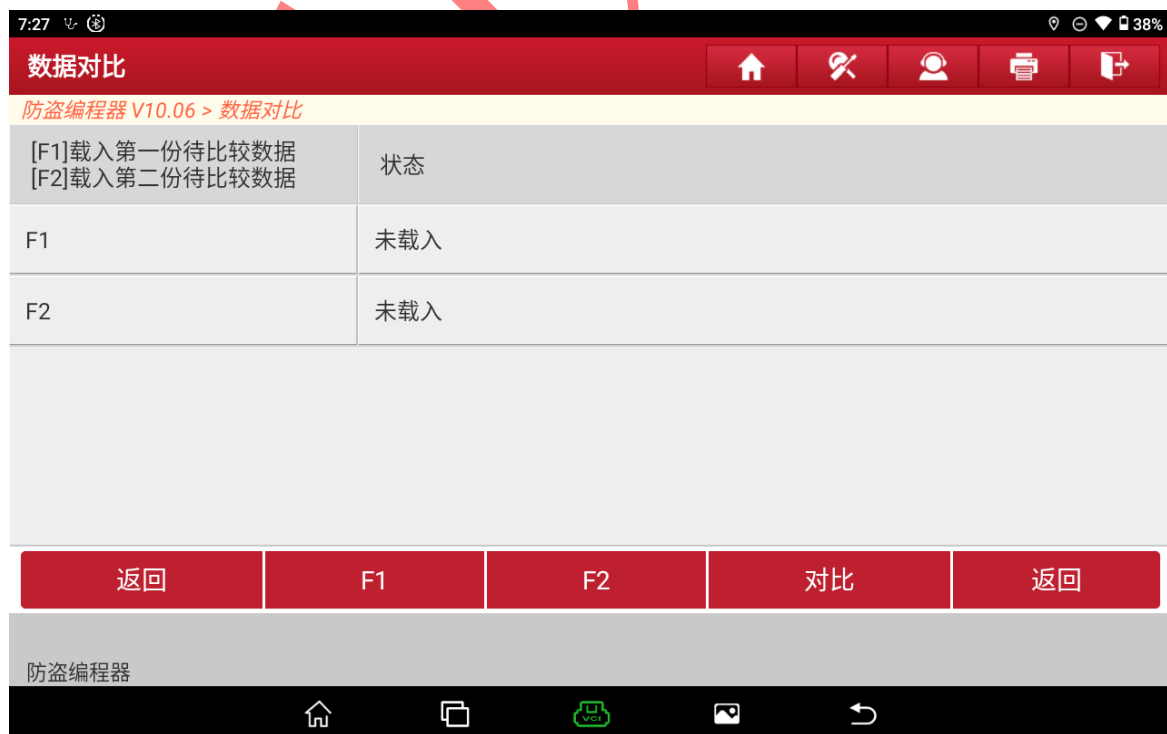 7:27
38%
数据对比
防盗编程器 V10.06 > 数据对比
[F1]载入第一份待比较数据
[F2]载入第二份待比较数据
状态
F1
未载入
F2
未载入
返回
F1
F2
对比
返回
防盗编程器
VCI